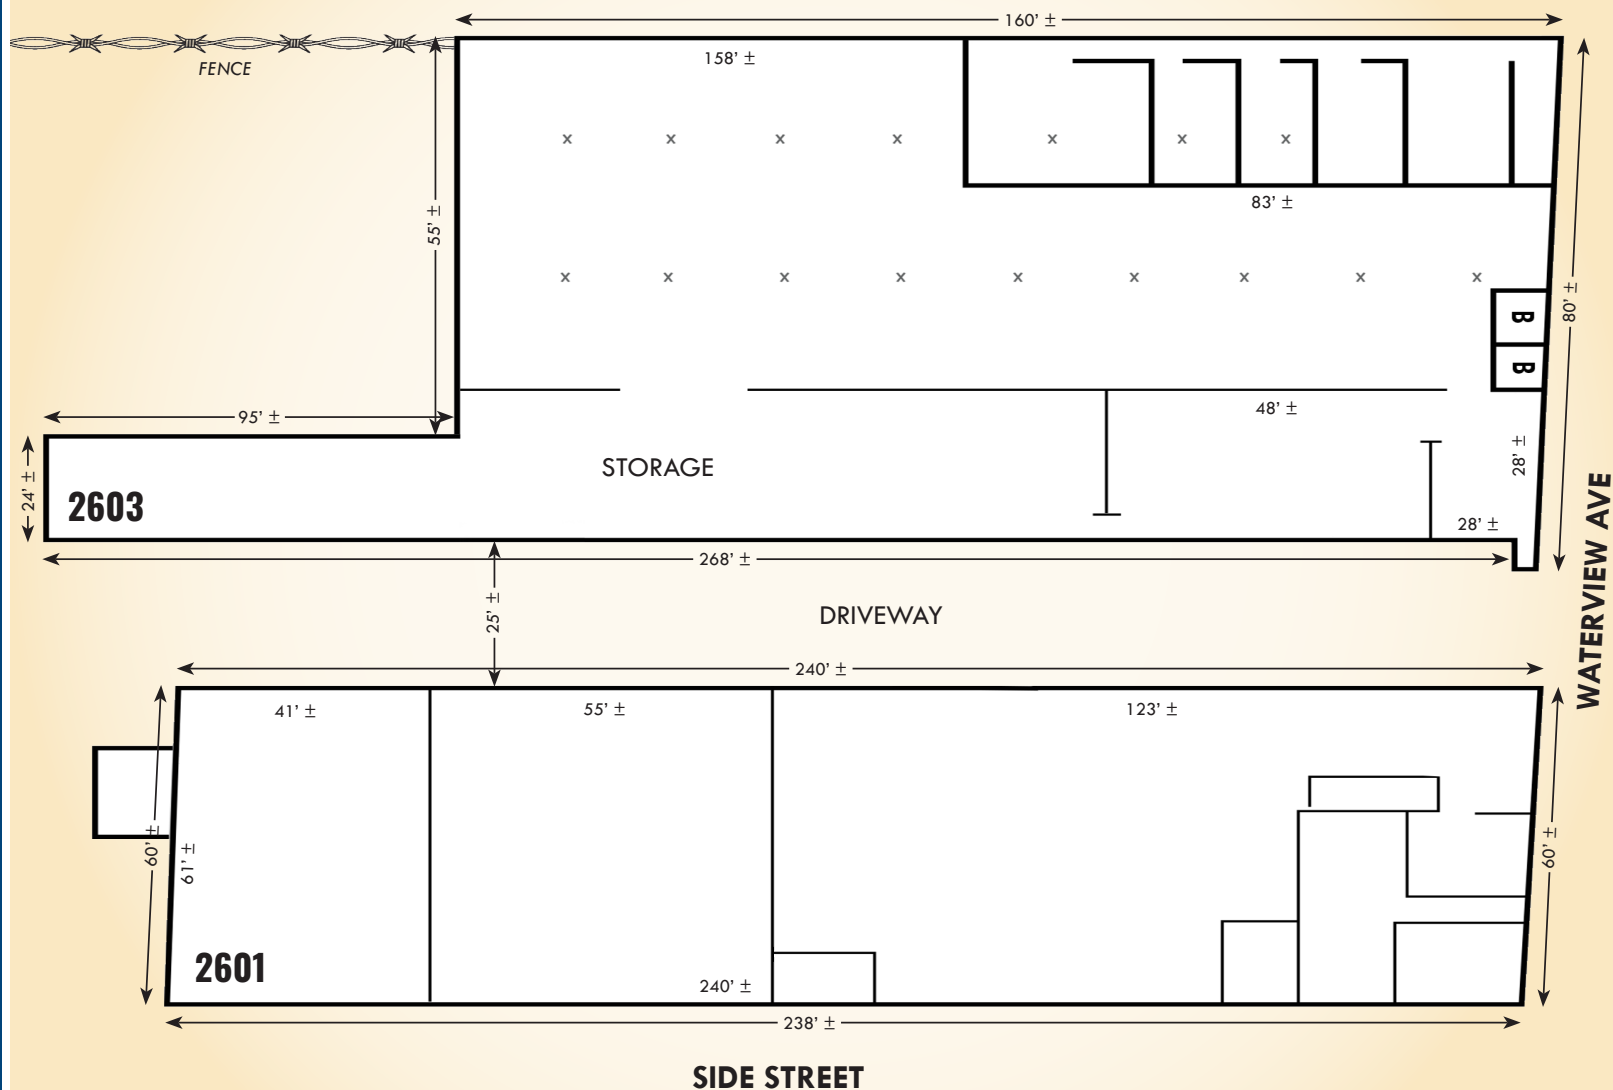 160' ±
FENCE
158' ±
55' ±
x x x x x x x
83' ±
x x x x x x x x x
80' ±
B
B
95' ±
48' ±
28' ±
STORAGE
24' ±
2603
28' ±
268' ±
25' ±
DRIVEWAY
WATERVIEW AVE
240' ±
41' ±
55' ±
123' ±
60' ±
61' ±
60' ±
2601
240' ±
238' ±
SIDE STREET